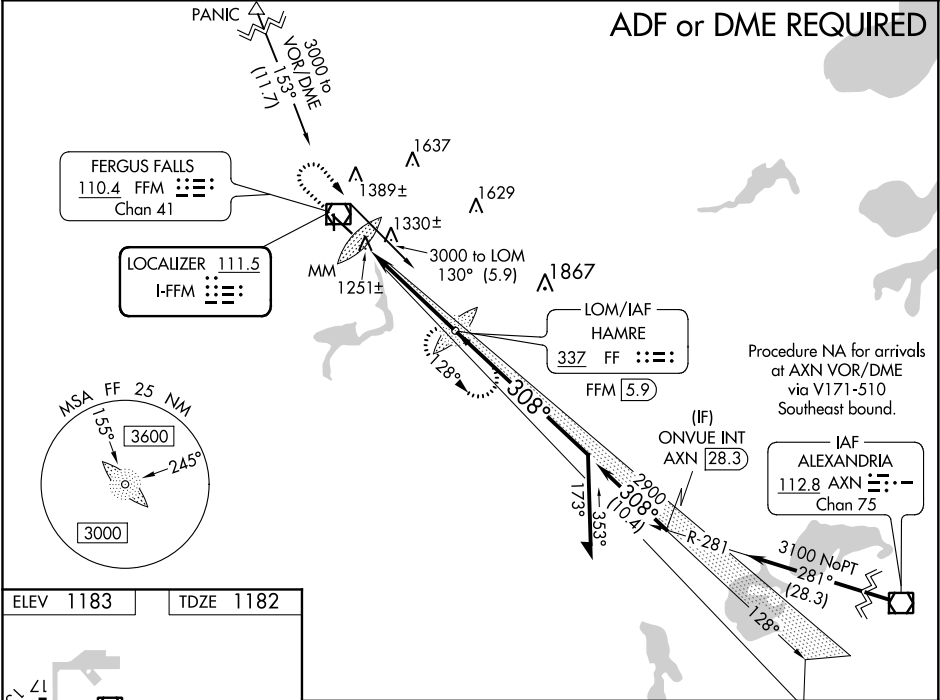 ADF or DME REQUIRED
PANIC
3000 to
VOR/DME
153°
(11.7)
1637
1389±
1629
1330±
FERGUS FALLS
110.4 FFM
Chan 41
LOCALIZER 111.5
I-FFM
MM
1251±
3000 to LOM
130° (5.9)
1867
LOM/IAF
HAMRE
337 FF
FFM 5.9
128°
308°
Procedure NA for arrivals
at AXN VOR/DME
via V171-510
Southeast bound.
(IF)
ONVUE INT
AXN 28.3
IAF
ALEXANDRIA
112.8 AXN
Chan 75
MSA FF 25 NM
155°
3600
245°
3000
173°
353°
2900
308°
(10.4)
R-281
3100 NoPT
281°
(28.3)
128°
ELEV 1183
TDZE 1182
17